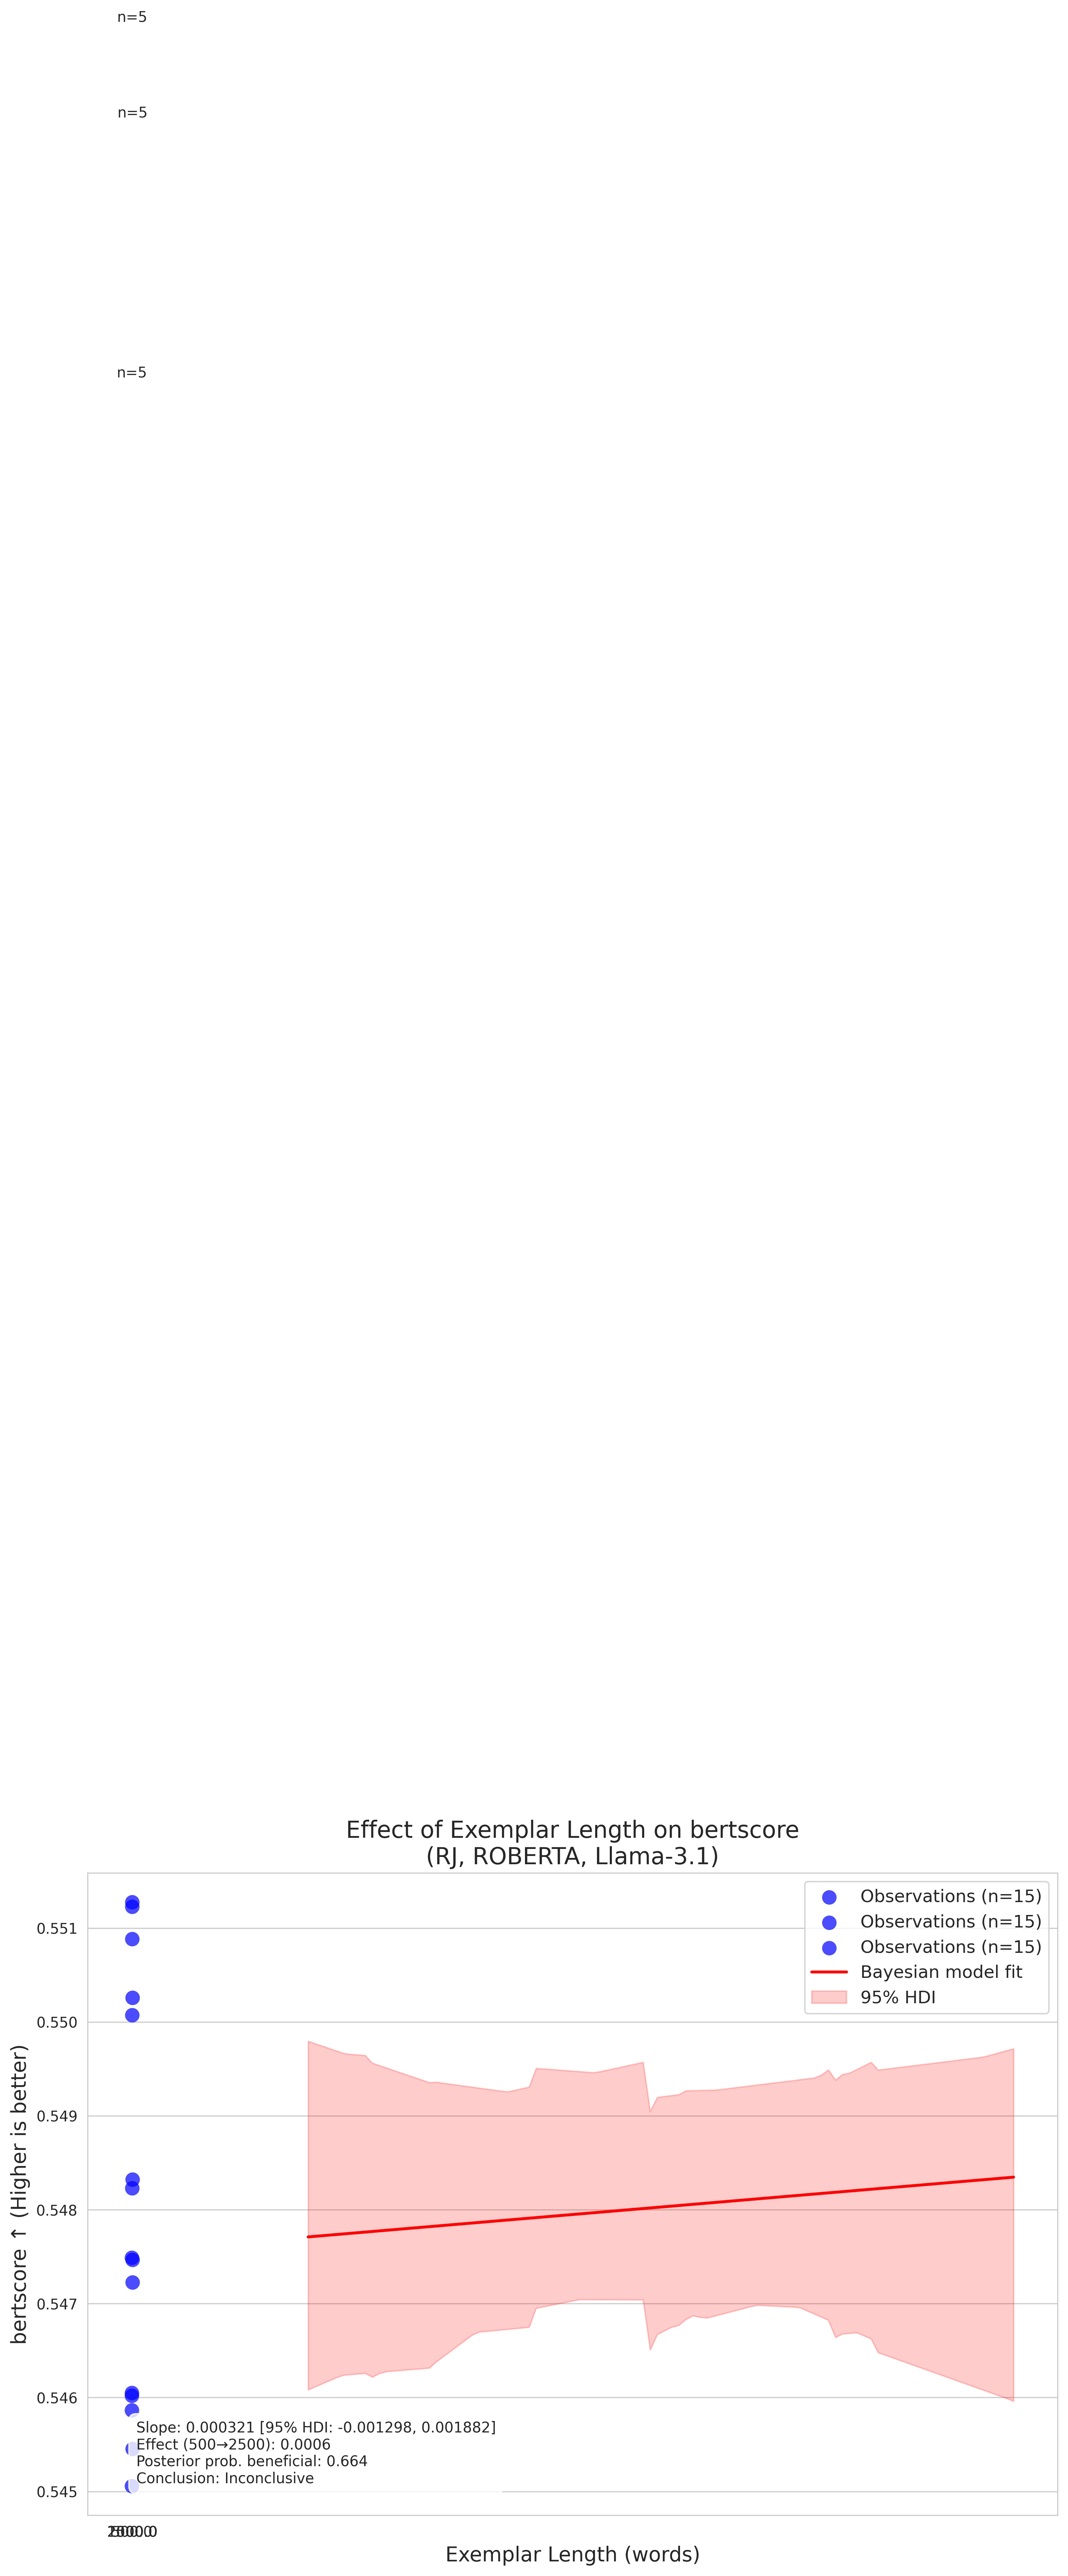 n=5
n=5
n=5
Effect of Exemplar Length on bertscore
(RJ, ROBERTA, Llama-3.1)
Observations (n=15)
Observations (n=15)
Observations (n=15)
Bayesian model fit
95% HDI
bertscore ↑ (Higher is better)
0.551
0.550
0.549
0.548
0.547
0.546
0.545
Slope: 0.000321 [95% HDI: -0.001298, 0.001882]
Effect (500→2500): 0.0006
Posterior prob. beneficial: 0.664
Conclusion: Inconclusive
Exemplar Length (words)